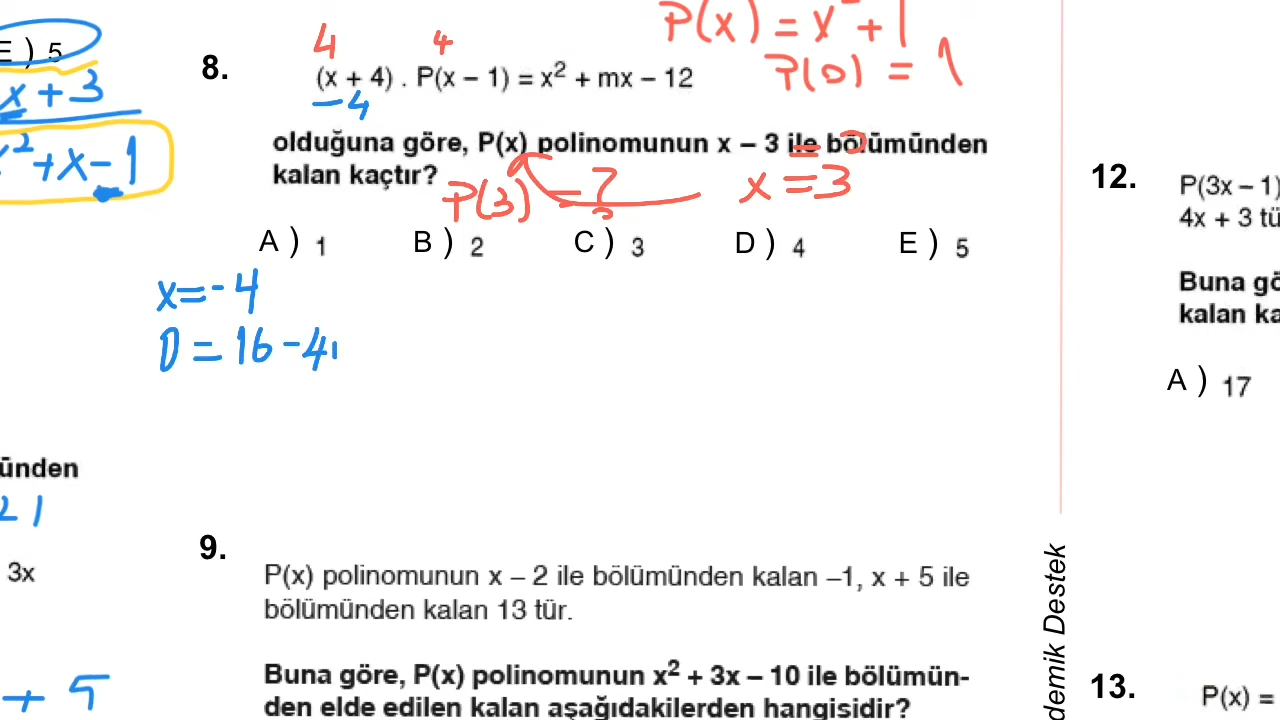 E ) 5
x + 3
x² + x - 1
ünden
21
3x
+ 5
P(x) = x² + 1
P(0) = 1
4 4
8. (x + 4) . P(x – 1) = x² + mx – 12
-4
olduğuna göre, P(x) polinomunun x – 3 ile bölümünden
kalan kaçtır?
P(3) = ? x = 3
A ) 1 B ) 2 C ) 3 D ) 4 E ) 5
x = -4
0 = 16 - 4
9. P(x) polinomunun x – 2 ile bölümünden kalan –1, x + 5 ile
bölümünden kalan 13 tür.
Buna göre, P(x) polinomunun x² + 3x – 10 ile bölümün-
den elde edilen kalan aşağıdakilerden hangisidir?
demik Destek
12. P(3x – 1)
4x + 3 tü
Buna gö
kalan ka
A ) 17
13. P(x) =